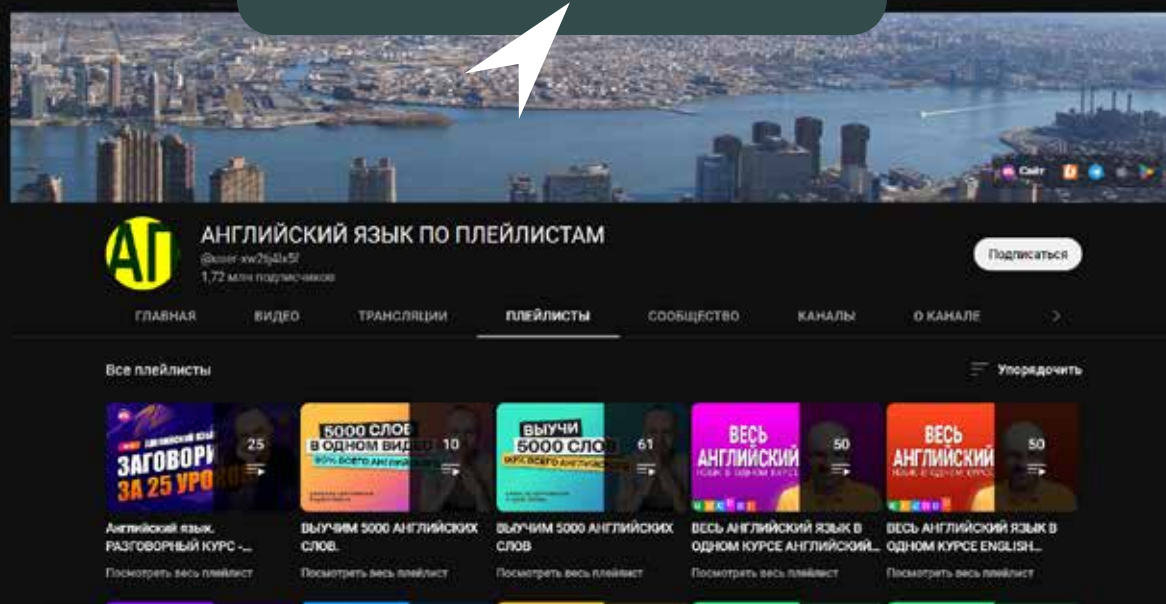 Сайт
АП
АНГЛИЙСКИЙ ЯЗЫК ПО ПЛЕЙЛИСТАМ
1,72 млн подписчиков
Подписаться
ГЛАВНАЯ ВИДЕО ТРАНСЛЯЦИИ ПЛЕЙЛИСТЫ СООБЩЕСТВО КАНАЛЫ О КАНАЛЕ
Все плейлисты
Упорядочить
ЗАГОВОРИ
ЗА 25 УРО
25
5000 СЛОВ
В ОДНОМ ВИДЕО
10
ВЫУЧИ
5000 СЛОВ
61
ВЕСЬ
АНГЛИЙСКИЙ
50
ВЕСЬ
АНГЛИЙСКИЙ
50
Английский язык.
РАЗГОВОРНЫЙ КУРС -...
Посмотреть весь плейлист
ВЫУЧИМ 5000 АНГЛИЙСКИХ
СЛОВ.
Посмотреть весь плейлист
ВЫУЧИМ 5000 АНГЛИЙСКИХ
СЛОВ
Посмотреть весь плейлист
ВЕСЬ АНГЛИЙСКИЙ ЯЗЫК В
ОДНОМ КУРСЕ АНГЛИЙСКИЙ...
Посмотреть весь плейлист
ВЕСЬ АНГЛИЙСКИЙ ЯЗЫК В
ОДНОМ КУРСЕ ENGLISH...
Посмотреть весь плейлист